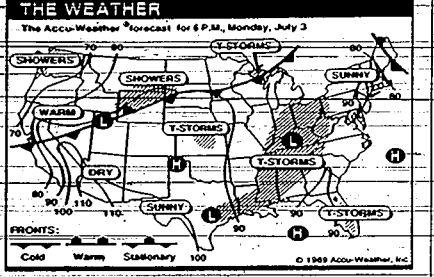 THE WEATHER
The Accu-Weather® forecast for 6 P.M., Monday, July 3
70 80 T-STORMS 80
SHOWERS
SHOWERS SUNNY
80
90
WARM L
T-STORMS L
70
H T-STORMS H
DRY
80 90 100 110 110
SUNNY L 90 T-STORMS
90 H 90
FRONTS:
Cold Warm Stationary 100
© 1989 Accu-Weather, Inc.